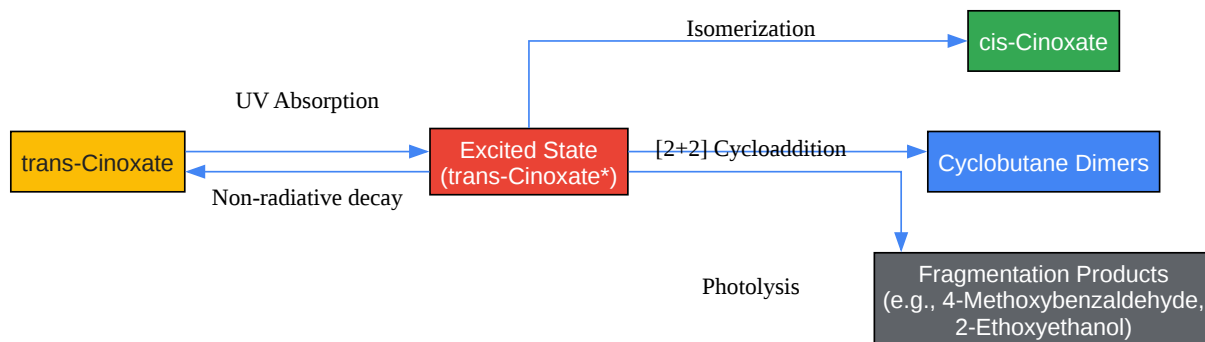 Isomerization
cis-Cinoxate
UV Absorption
trans-Cinoxate
Excited State
(trans-Cinoxate*)
[2+2] Cycloaddition
Cyclobutane Dimers
Non-radiative decay
Photolysis
Fragmentation Products
(e.g., 4-Methoxybenzaldehyde,
2-Ethoxyethanol)